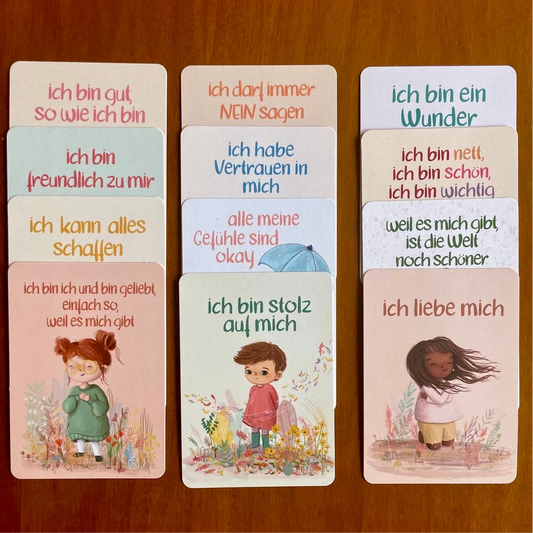 ich bin gut,
so wie ich bin
ich bin
freundlich zu mir
ich kann alles
schaffen
ich bin ich und bin geliebt,
einfach so,
weil es mich gibt
ich darf immer
NEIN sagen
ich habe
Vertrauen in
mich
alle meine
Gefühle sind
okay
ich bin stolz
auf mich
ich bin ein
Wunder
ich bin nett,
ich bin schön,
ich bin wichtig
weil es mich gibt,
ist die Welt
noch schöner
ich liebe mich